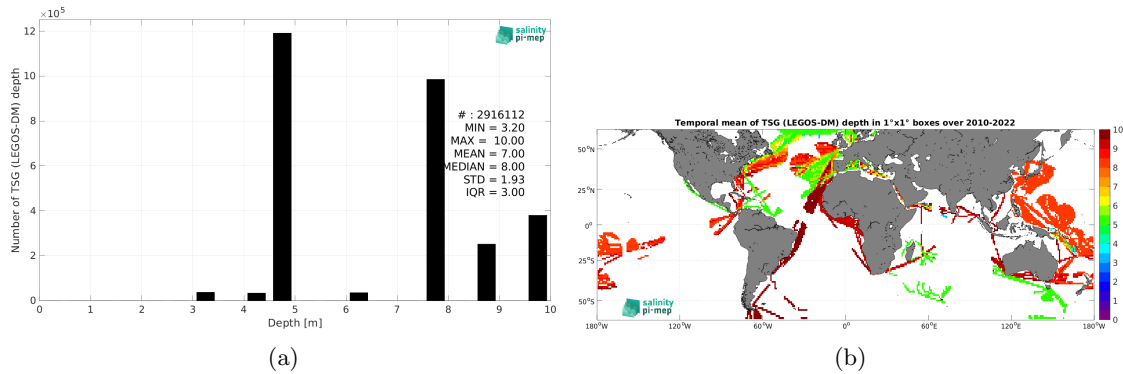 ×10⁵
12
10
8
6
4
2
0
Number of TSG (LEGOS-DM) depth
salinity
pi-mep
# : 2916112
MIN = 3.20
MAX = 10.00
MEAN = 7.00
MEDIAN = 8.00
STD = 1.93
IQR = 3.00
0 1 2 3 4 5 6 7 8 9 10
Depth [m]
(a)
Temporal mean of TSG (LEGOS-DM) depth in 1°x1° boxes over 2010-2022
50°N
25°N
0°
25°S
50°S
salinity
pi-mep
180°W 120°W 60°W 0° 60°E 120°E 180°E
10
9
8
7
6
5
4
3
2
1
0
(b)